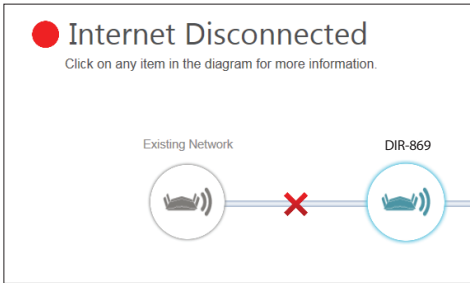 Internet Disconnected
Click on any item in the diagram for more information.
Existing Network
DIR-869